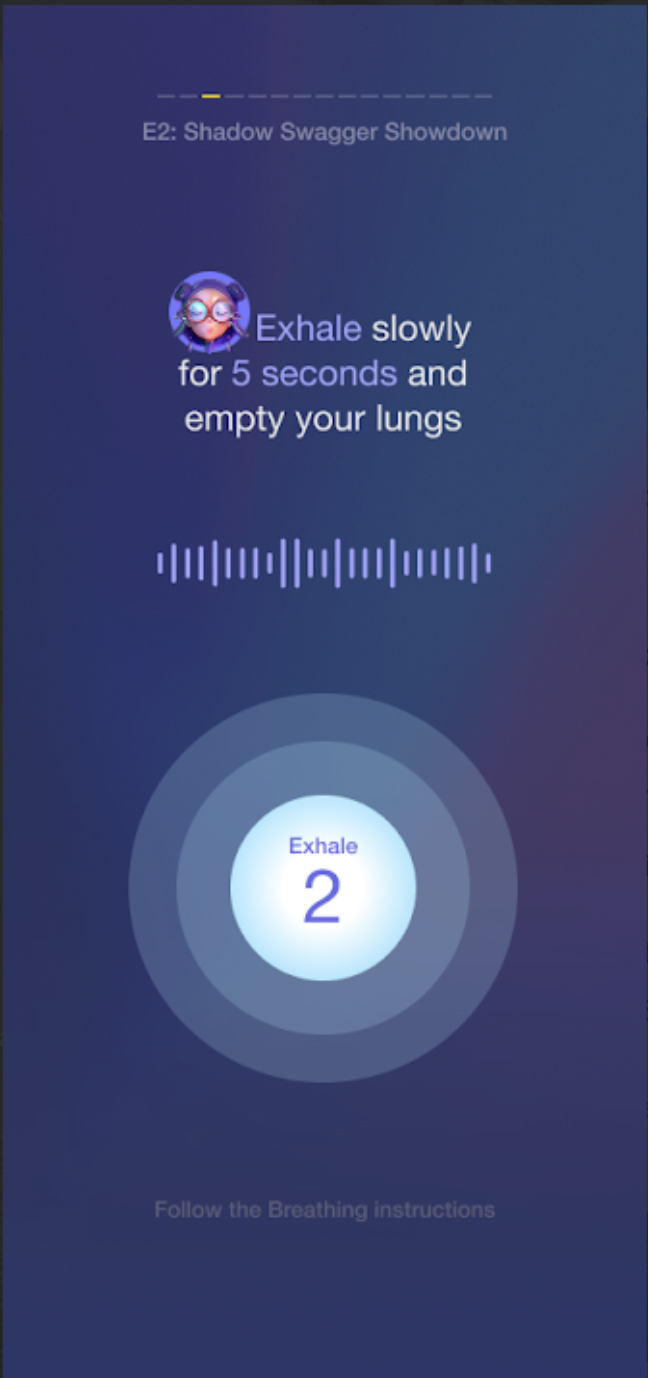 E2: Shadow Swagger Showdown
Exhale slowly
for 5 seconds and
empty your lungs
Exhale
2
Follow the Breathing instructions